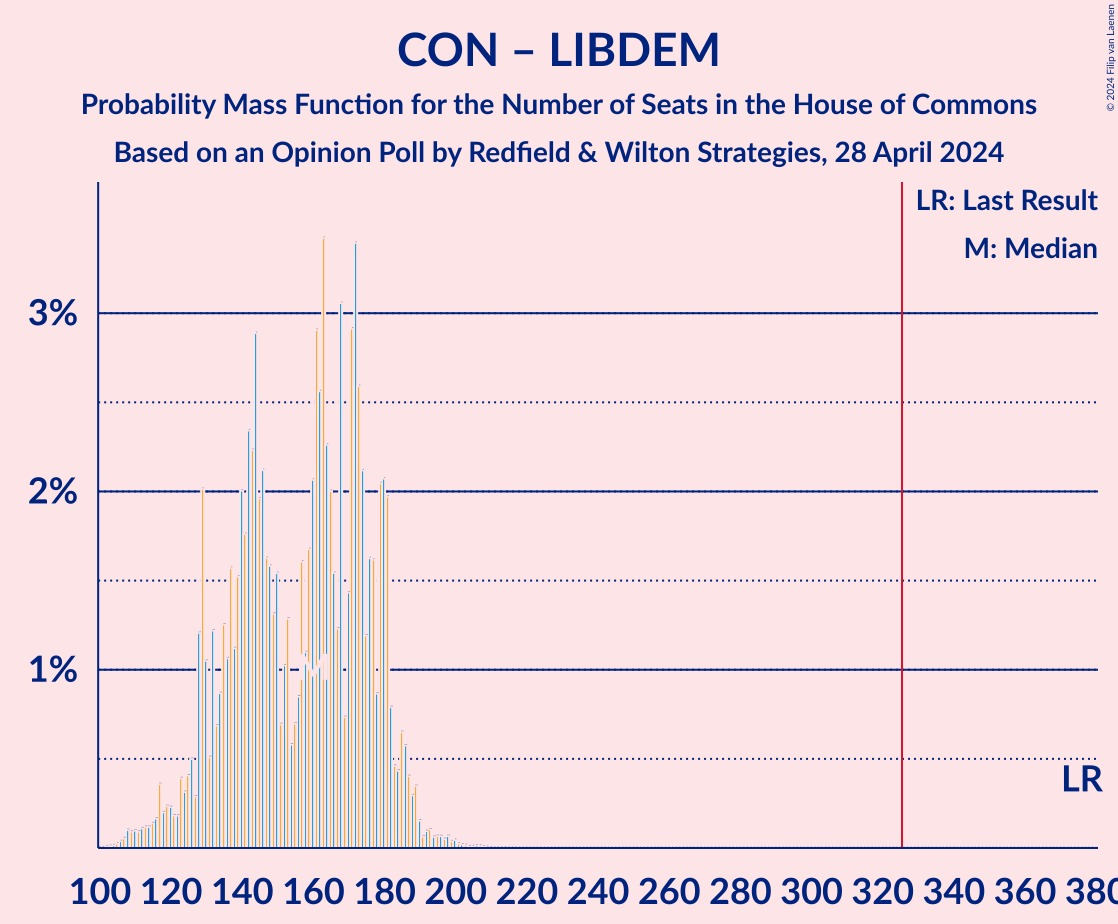 CON – LIBDEM
Probability Mass Function for the Number of Seats in the House of Commons
Based on an Opinion Poll by Redfield & Wilton Strategies, 28 April 2024
© 2024 Filip van Laenen
LR: Last Result
M: Median
3%
2%
1%
M
LR
100 120 140 160 180 200 220 240 260 280 300 320 340 360 380